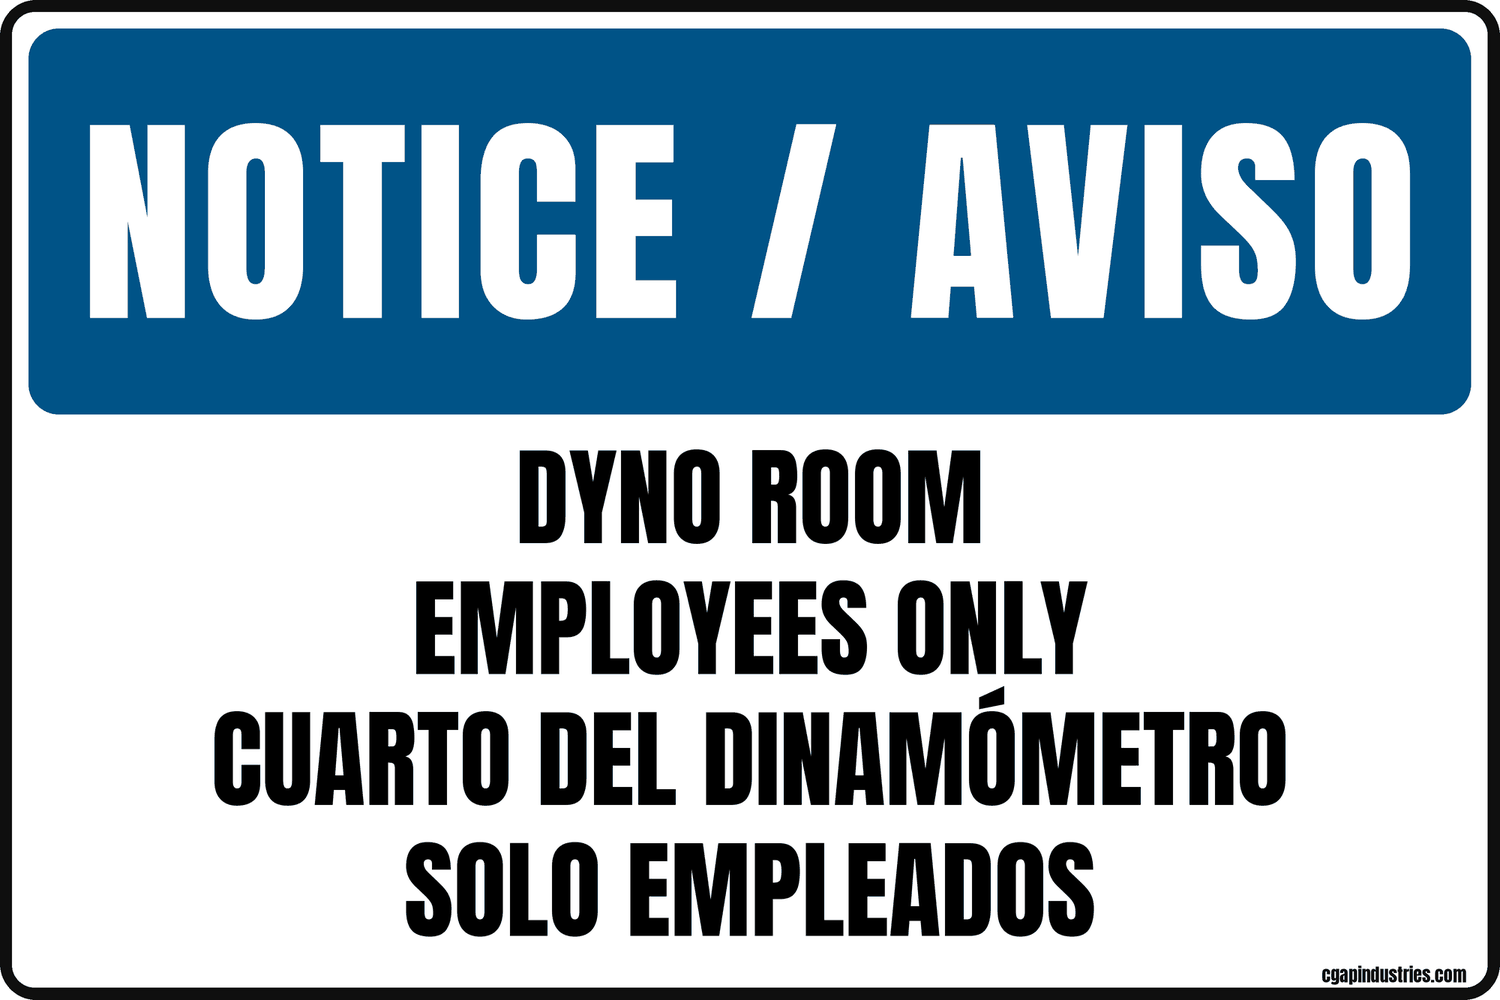 NOTICE / AVISO
DYNO ROOM
EMPLOYEES ONLY
CUARTO DEL DINAMÓMETRO
SOLO EMPLEADOS
cgapindustries.com